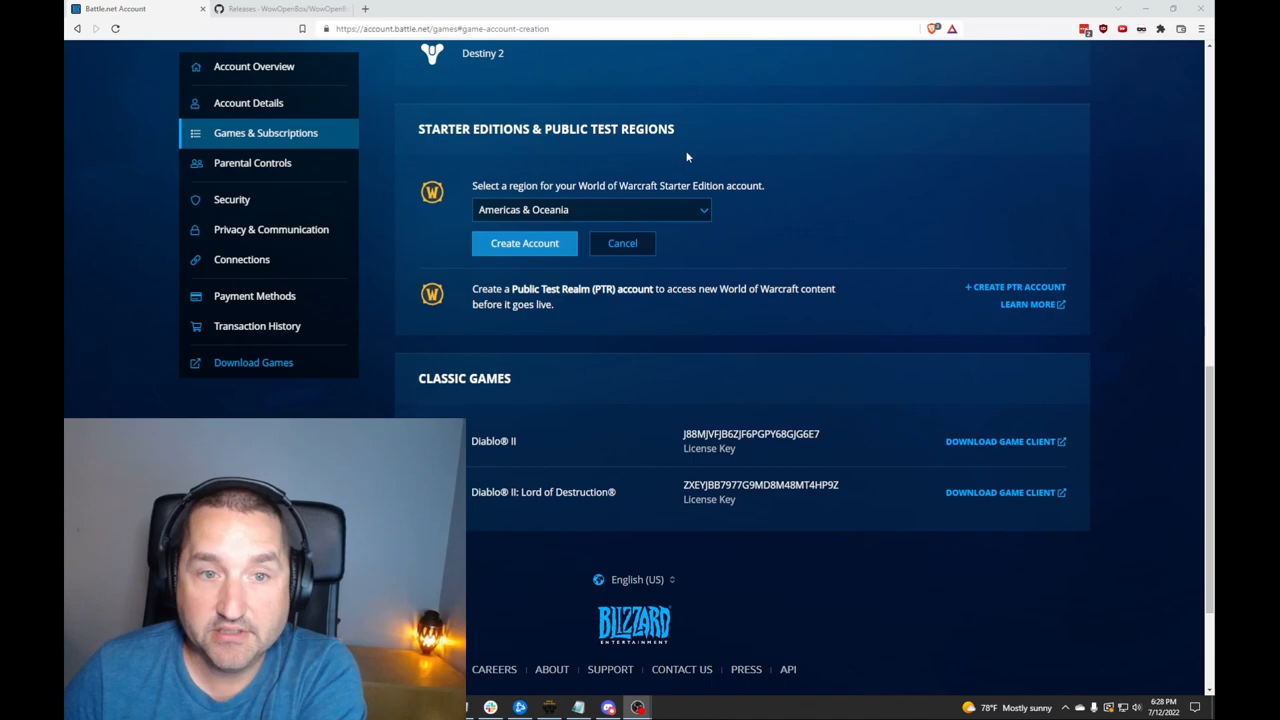 Battle.net Account
Releases - WowOpenBox/WowOpenB
https://account.battle.net/games#game-account-creation
Destiny 2
Account Overview
Account Details
Games & Subscriptions
Parental Controls
Security
Privacy & Communication
Connections
Payment Methods
Transaction History
Download Games
STARTER EDITIONS & PUBLIC TEST REGIONS
Select a region for your World of Warcraft Starter Edition account.
Americas & Oceania
Create Account
Cancel
Create a Public Test Realm (PTR) account to access new World of Warcraft content
before it goes live.
+ CREATE PTR ACCOUNT
LEARN MORE
CLASSIC GAMES
Diablo® II
J88MJVFJB6ZJF6PGPY68GJG6E7
License Key
DOWNLOAD GAME CLIENT
Diablo® II: Lord of Destruction®
ZXEYJBB7977G9MD8M48MT4HP9Z
License Key
DOWNLOAD GAME CLIENT
English (US)
BLIZZARD
ENTERTAINMENT
CAREERS
ABOUT
SUPPORT
CONTACT US
PRESS
API
78°F Mostly sunny
6:28 PM
7/12/2022